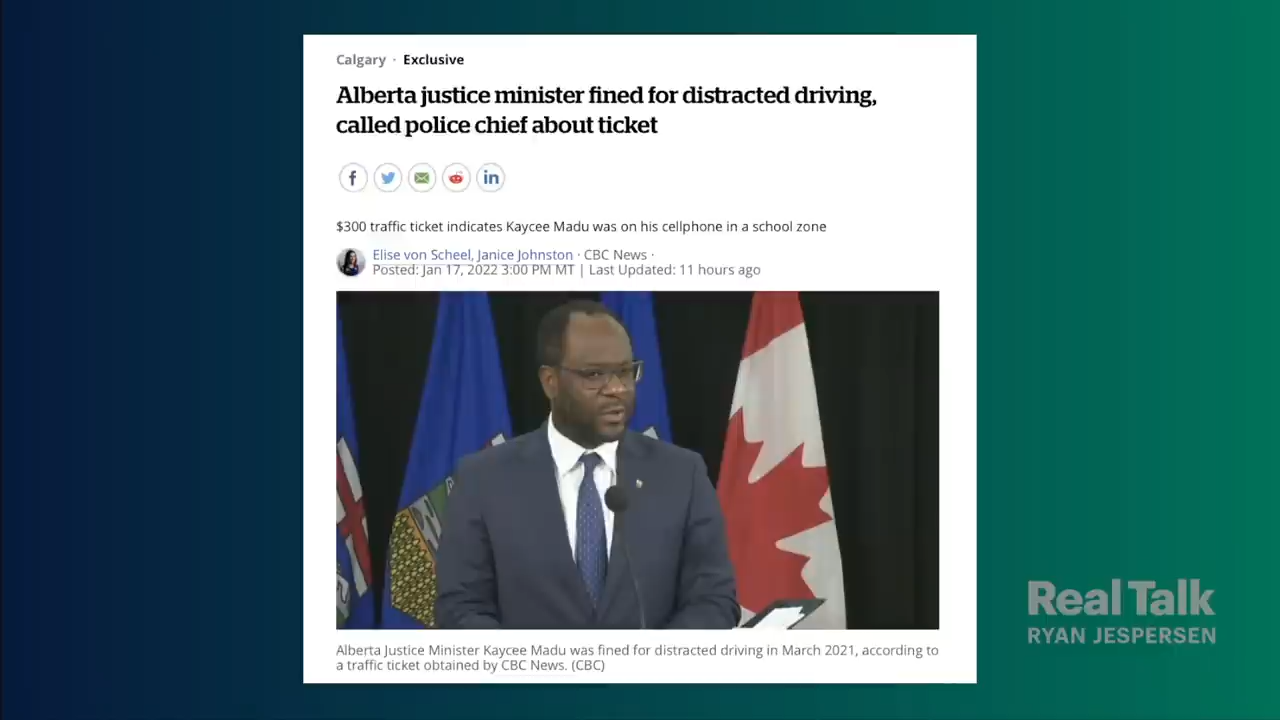 Calgary · Exclusive
Alberta justice minister fined for distracted driving,
called police chief about ticket
$300 traffic ticket indicates Kaycee Madu was on his cellphone in a school zone
Elise von Scheel, Janice Johnston · CBC News ·
Posted: Jan 17, 2022 3:00 PM MT | Last Updated: 11 hours ago
Alberta Justice Minister Kaycee Madu was fined for distracted driving in March 2021, according to
a traffic ticket obtained by CBC News. (CBC)
Real Talk
RYAN JESPERSEN